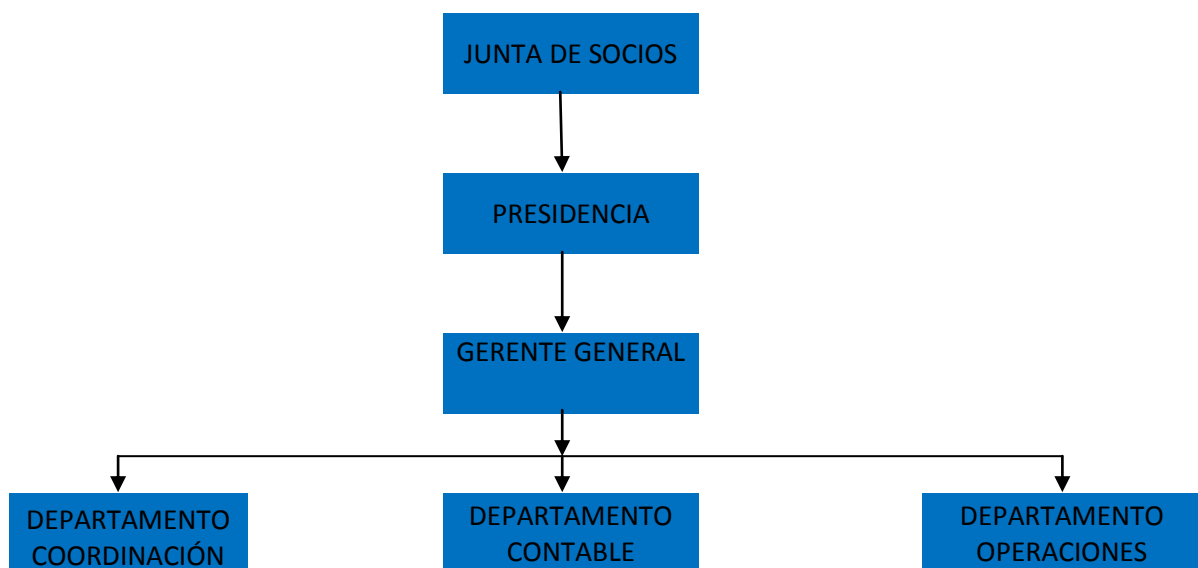 JUNTA DE SOCIOS
PRESIDENCIA
GERENTE GENERAL
DEPARTAMENTO
COORDINACIÓN
DEPARTAMENTO
CONTABLE
DEPARTAMENTO
OPERACIONES